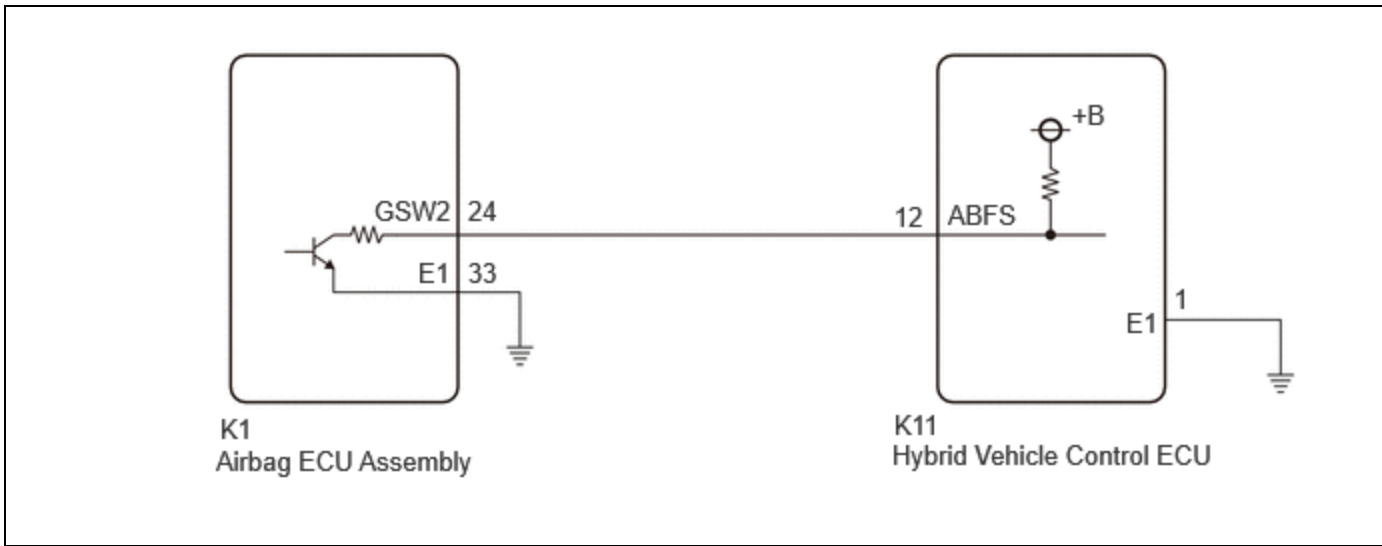 +B
GSW2 24
12 ABFS
E1 33
1
E1
K1
Airbag ECU Assembly
K11
Hybrid Vehicle Control ECU